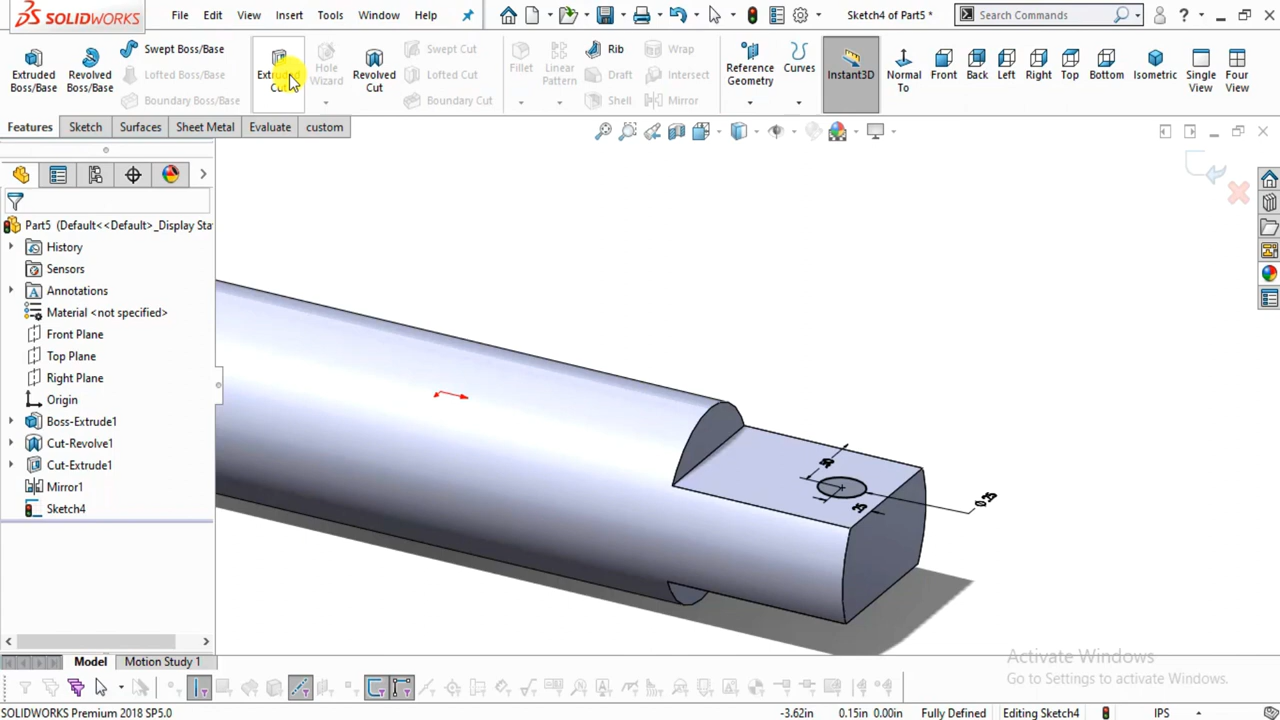 SOLIDWORKS File Edit View Insert Tools Window Help Sketch4 of Part5 * Search Commands ?
Extruded Boss/Base
Revolved Boss/Base
Swept Boss/Base
Lofted Boss/Base
Boundary Boss/Base
Extruded Cut
Hole Wizard
Revolved Cut
Swept Cut
Lofted Cut
Boundary Cut
Fillet
Linear Pattern
Rib
Draft
Shell
Wrap
Intersect
Mirror
Reference Geometry
Curves
Instant3D
Normal To
Front
Back
Left
Right
Top
Bottom
Isometric
Single View
Four View
Features Sketch Surfaces Sheet Metal Evaluate custom
Part5 (Default<<Default>_Display Sta
History
Sensors
Annotations
Material <not specified>
Front Plane
Top Plane
Right Plane
Origin
Boss-Extrude1
Cut-Revolve1
Cut-Extrude1
Mirror1
Sketch4
Model Motion Study 1
Activate Windows
Go to Settings to activate Windows.
SOLIDWORKS Premium 2018 SP5.0 -3.62in 0.15in 0.00in Fully Defined Editing Sketch4 IPS